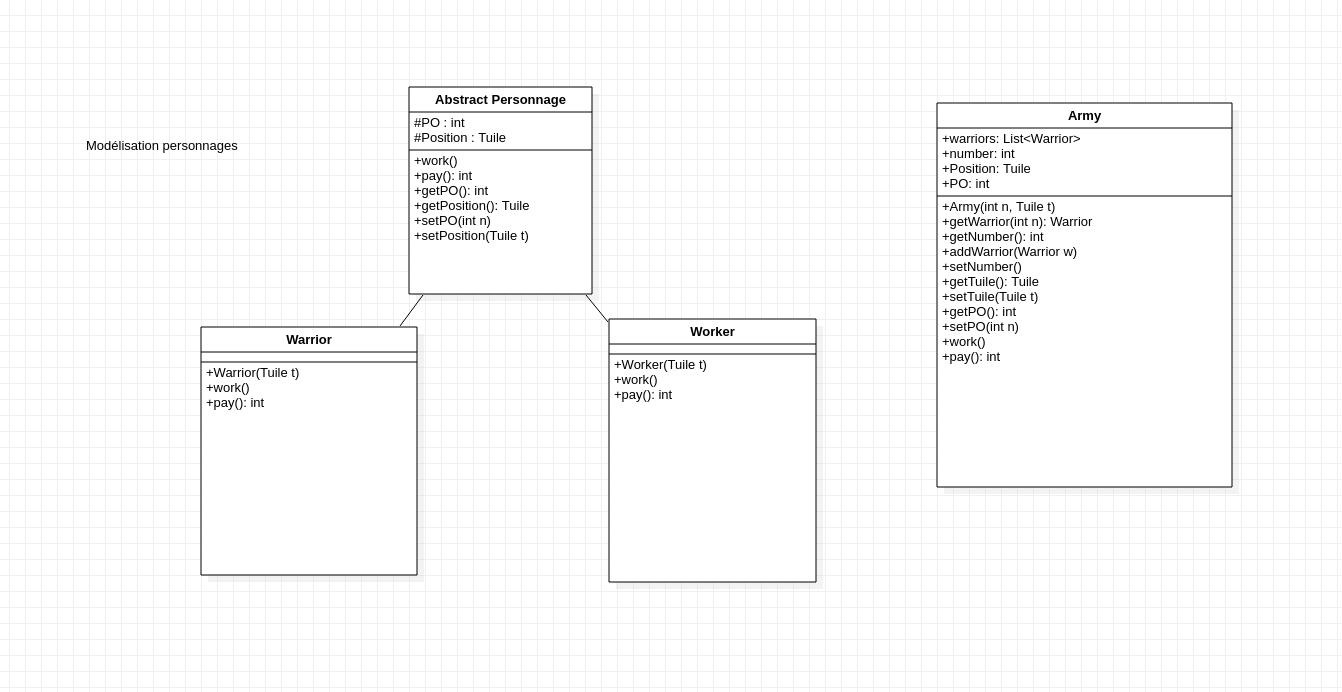 Modélisation personnages
Abstract Personnage
#PO : int
#Position : Tuile
+work()
+pay(): int
+getPO(): int
+getPosition(): Tuile
+setPO(int n)
+setPosition(Tuile t)
Warrior
+Warrior(Tuile t)
+work()
+pay(): int
Worker
+Worker(Tuile t)
+work()
+pay(): int
Army
+warriors: List<Warrior>
+number: int
+Position: Tuile
+PO: int
+Army(int n, Tuile t)
+getWarrior(int n): Warrior
+getNumber(): int
+addWarrior(Warrior w)
+setNumber()
+getTuile(): Tuile
+setTuile(Tuile t)
+getPO(): int
+setPO(int n)
+work()
+pay(): int